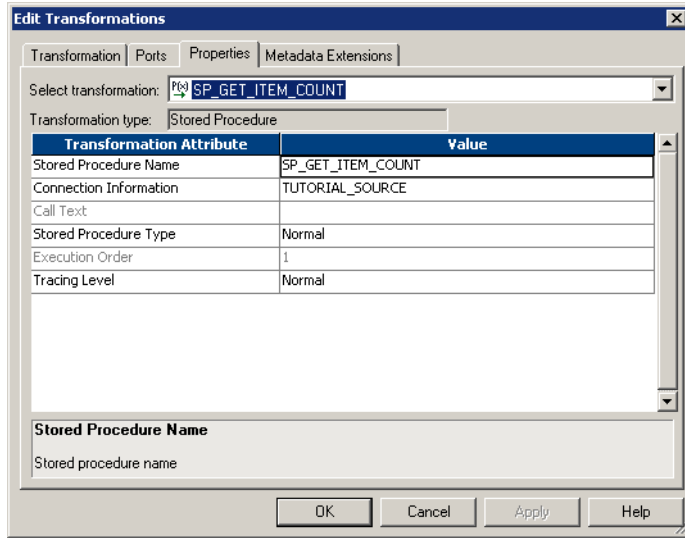 Edit Transformations
Transformation Ports Properties Metadata Extensions
Select transformation: P(x) SP_GET_ITEM_COUNT
Transformation type: Stored Procedure
Transformation Attribute Value
Stored Procedure Name SP_GET_ITEM_COUNT
Connection Information TUTORIAL_SOURCE
Call Text
Stored Procedure Type Normal
Execution Order 1
Tracing Level Normal
Stored Procedure Name
Stored procedure name
OK Cancel Apply Help